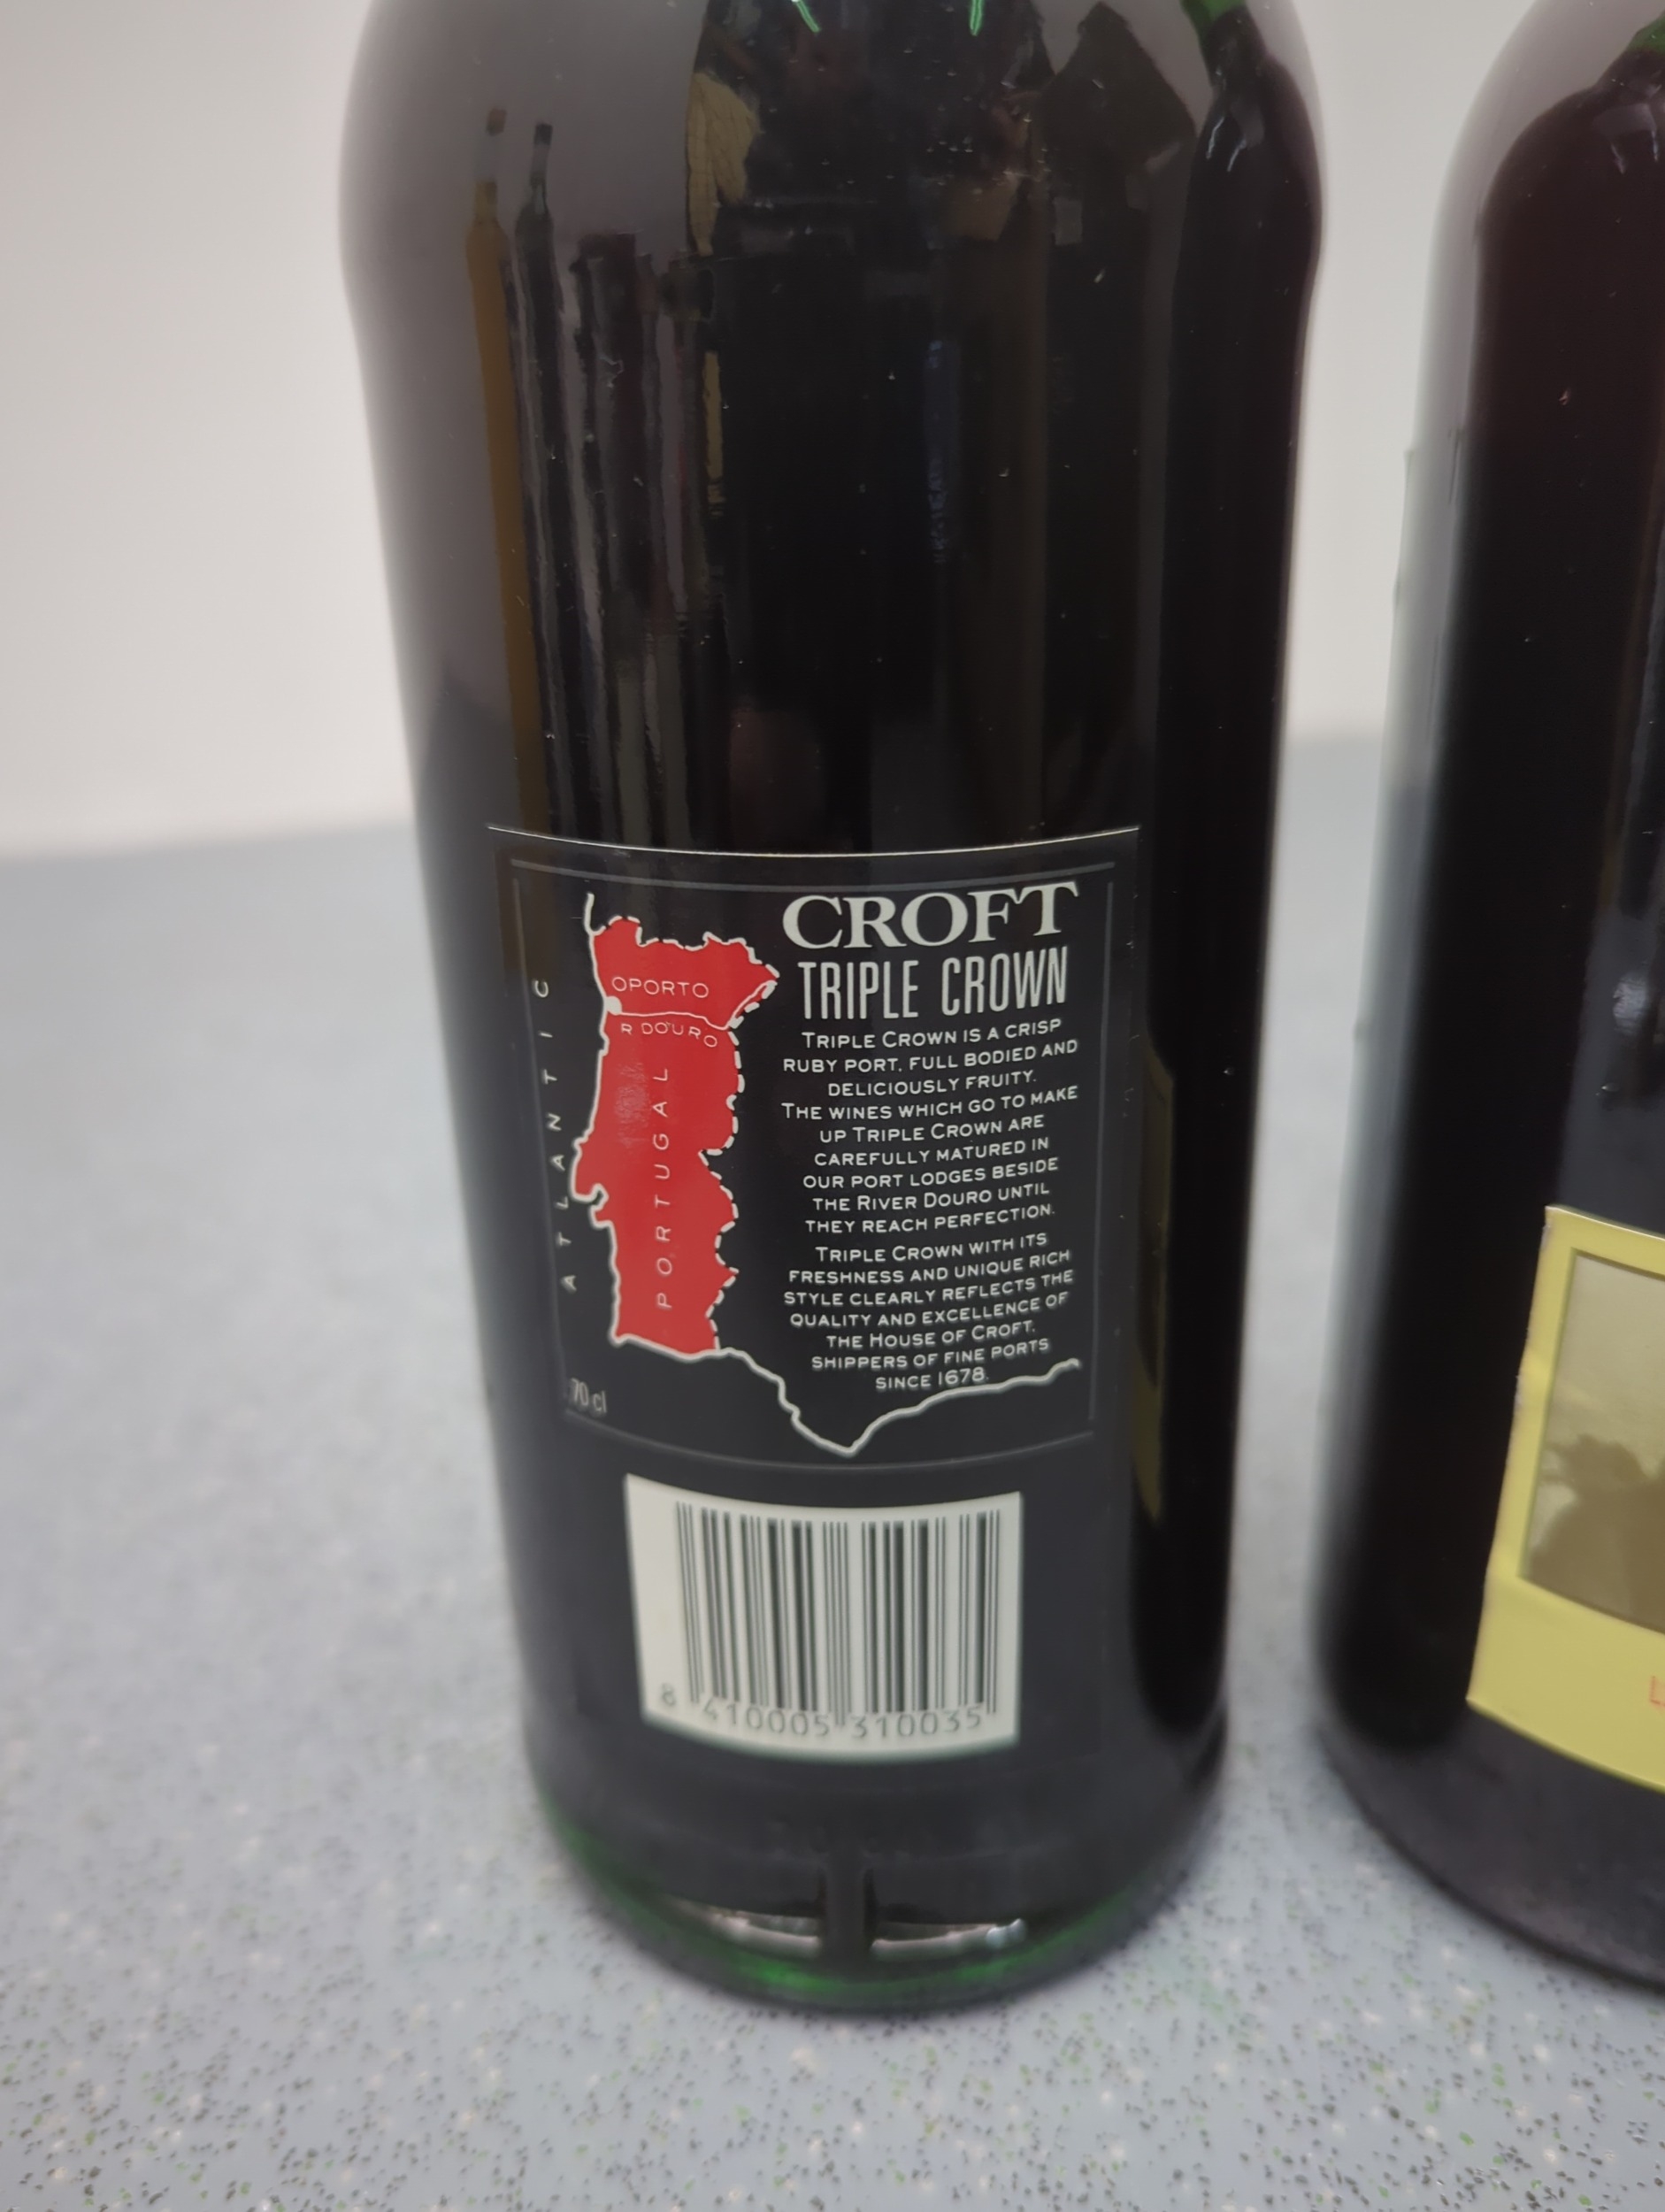 CROFT
TRIPLE CROWN
TRIPLE CROWN IS A CRISP
RUBY PORT, FULL BODIED AND
DELICIOUSLY FRUITY.
THE WINES WHICH GO TO MAKE
UP TRIPLE CROWN ARE
CAREFULLY MATURED IN
OUR PORT LODGES BESIDE
THE RIVER DOURO UNTIL
THEY REACH PERFECTION.
TRIPLE CROWN WITH ITS
FRESHNESS AND UNIQUE RICH
STYLE CLEARLY REFLECTS THE
QUALITY AND EXCELLENCE OF
THE HOUSE OF CROFT,
SHIPPERS OF FINE PORTS
SINCE 1678.
OPORTO
R DOURO
PORTUGAL
ATLANTIC
70 cl
8 410005 310035